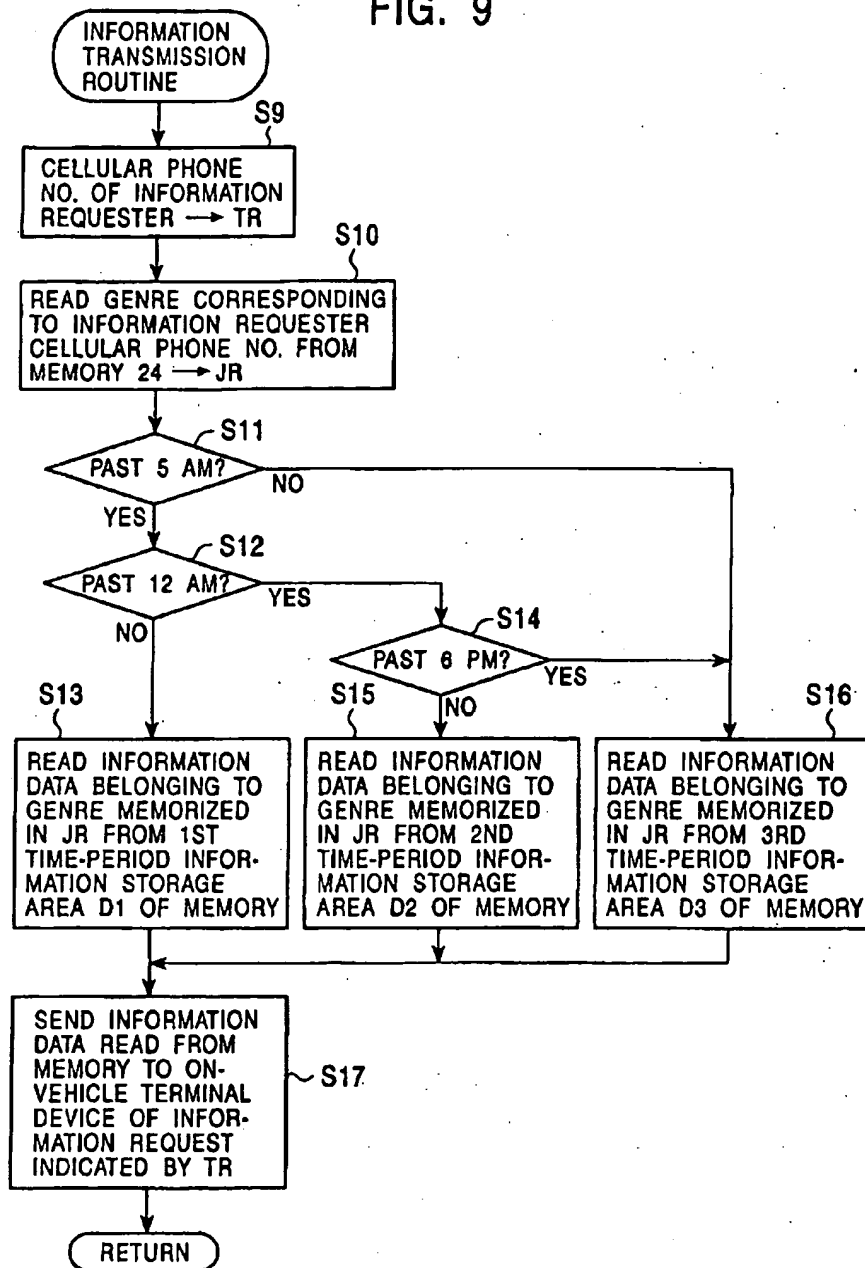 FIG. 9
INFORMATION
TRANSMISSION
ROUTINE
S9
CELLULAR PHONE
NO. OF INFORMATION
REQUESTER → TR
S10
READ GENRE CORRESPONDING
TO INFORMATION REQUESTER
CELLULAR PHONE NO. FROM
MEMORY 24 → JR
S11
PAST 5 AM?
NO
YES
S12
PAST 12 AM?
YES
NO
S14
PAST 6 PM?
YES
NO
S13
READ INFORMATION
DATA BELONGING TO
GENRE MEMORIZED
IN JR FROM 1ST
TIME-PERIOD INFOR-
MATION STORAGE
AREA D1 OF MEMORY
S15
READ INFORMATION
DATA BELONGING TO
GENRE MEMORIZED
IN JR FROM 2ND
TIME-PERIOD INFOR-
MATION STORAGE
AREA D2 OF MEMORY
S16
READ INFORMATION
DATA BELONGING TO
GENRE MEMORIZED
IN JR FROM 3RD
TIME-PERIOD INFOR-
MATION STORAGE
AREA D3 OF MEMORY
SEND INFORMATION
DATA READ FROM
MEMORY TO ON-
VEHICLE TERMINAL
DEVICE OF INFOR-
MATION REQUEST
INDICATED BY TR
S17
RETURN